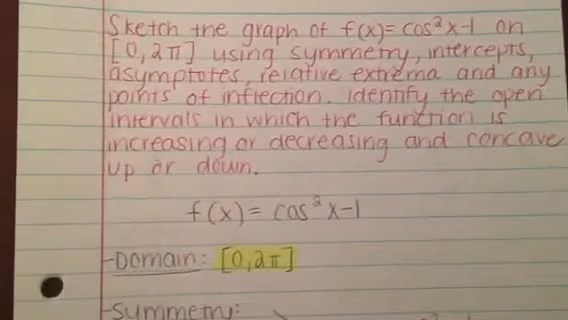 Sketch the graph of f(x)= cos²x-1 on
[0,2π] using symmetry, intercepts,
asymptotes, relative extrema and any
points of inflection. Identify the open
intervals in which the function is
increasing or decreasing and concave
up or down.
f(x)= cos²x-1
-Domain: [0,2π]
-Symmetry: